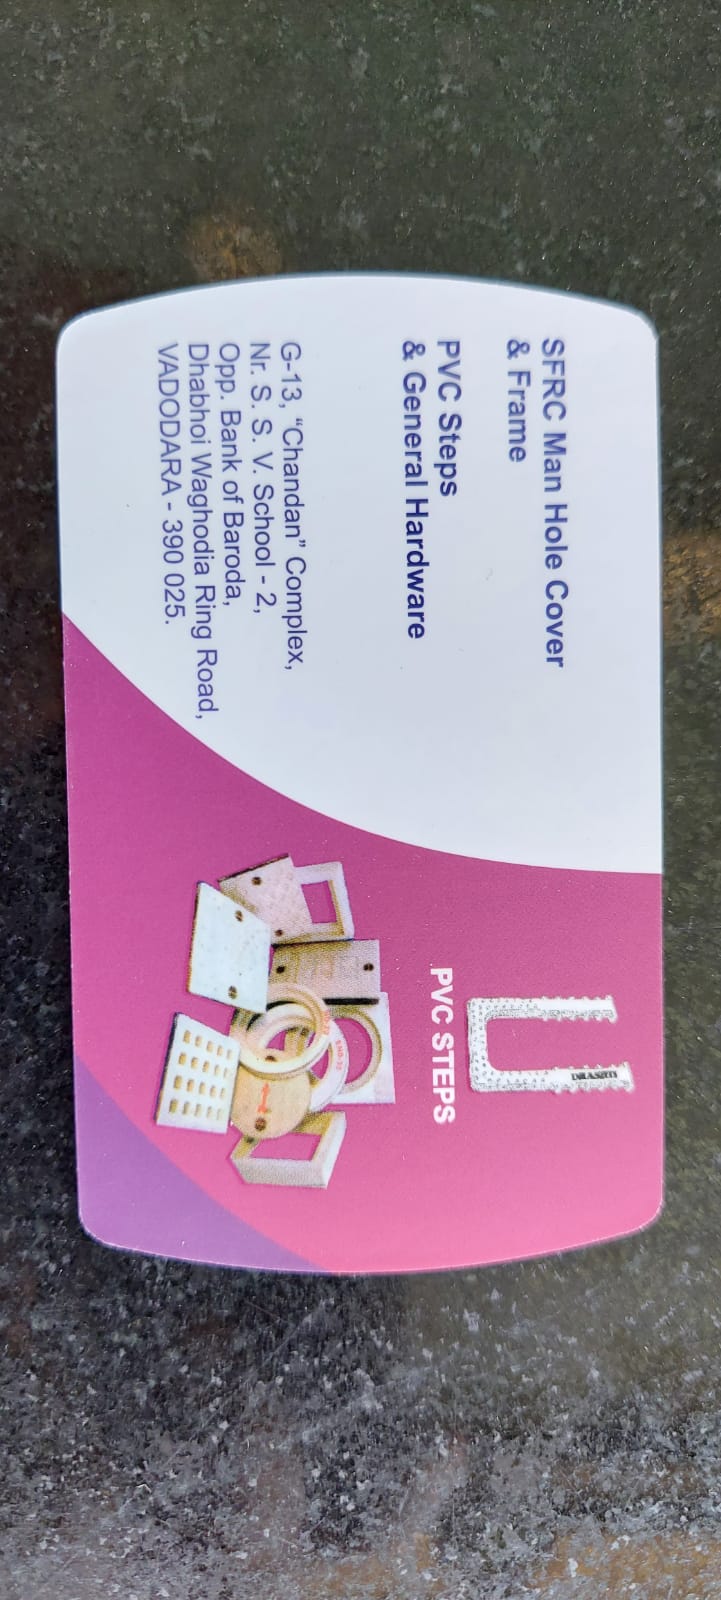 SFRC Man Hole Cover
& Frame
PVC Steps
& General Hardware
G-13, “Chandan” Complex,
Nr. S. S. V. School - 2,
Opp. Bank of Baroda,
Dhabhoi Waghodia Ring Road,
VADODARA - 390 025.
PVC STEPS